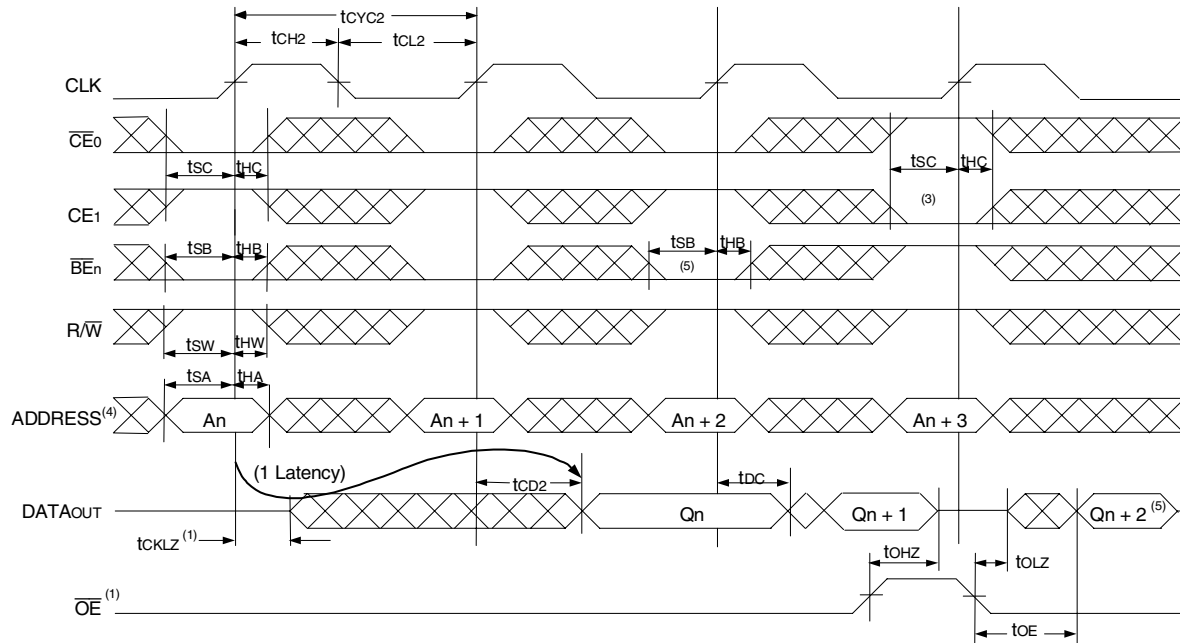 tCYC2
tCH2 tCL2
CLK
CE0
tSC tHC tSC tHC
CE1 (3)
tSB tHB tSB tHB
BEn (5)
R/W
tSW tHW
tSA tHA
ADDRESS(4) An An + 1 An + 2 An + 3
(1 Latency) tCD2 tDC
DATAOUT Qn Qn + 1 Qn + 2 (5)
tCKLZ (1) tOHZ tOLZ
OE (1)
tOE